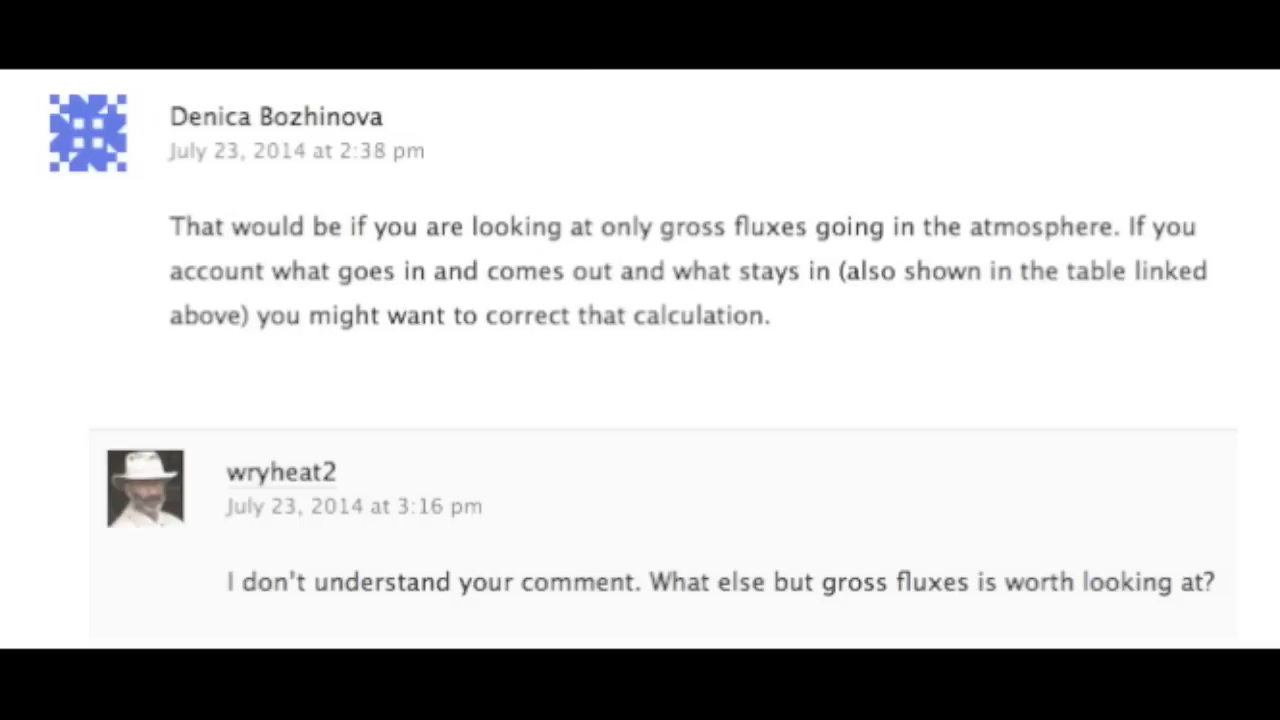 Denica Bozhinova
July 23, 2014 at 2:38 pm
That would be if you are looking at only gross fluxes going in the atmosphere. If you
account what goes in and comes out and what stays in (also shown in the table linked
above) you might want to correct that calculation.
wryheat2
July 23, 2014 at 3:16 pm
I don't understand your comment. What else but gross fluxes is worth looking at?